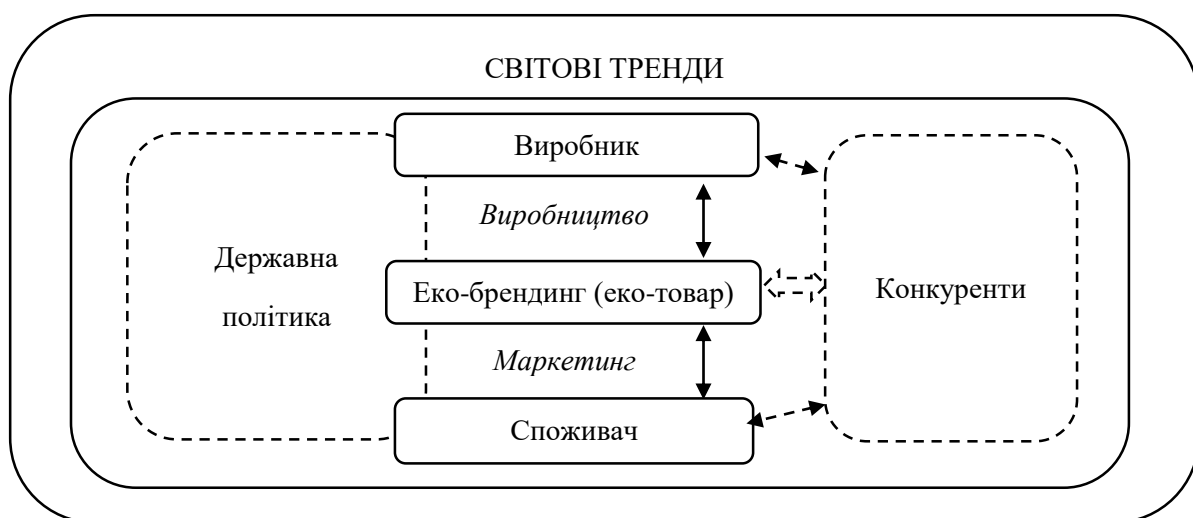 СВІТОВІ ТРЕНДИ
Виробник
Виробництво
Державна
політика
Еко-брендинг (еко-товар)
Конкуренти
Маркетинг
Споживач